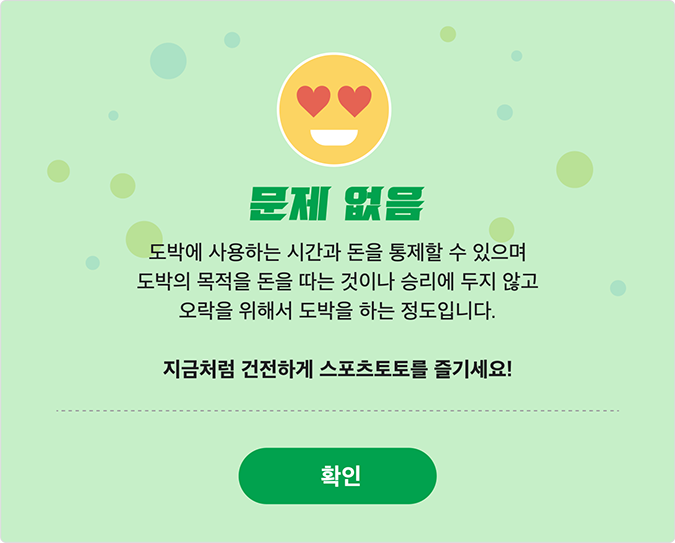 문제 없음
도박에 사용하는 시간과 돈을 통제할 수 있으며
도박의 목적을 돈을 따는 것이나 승리에 두지 않고
오락을 위해서 도박을 하는 정도입니다.
지금처럼 건전하게 스포츠토토를 즐기세요!
확인